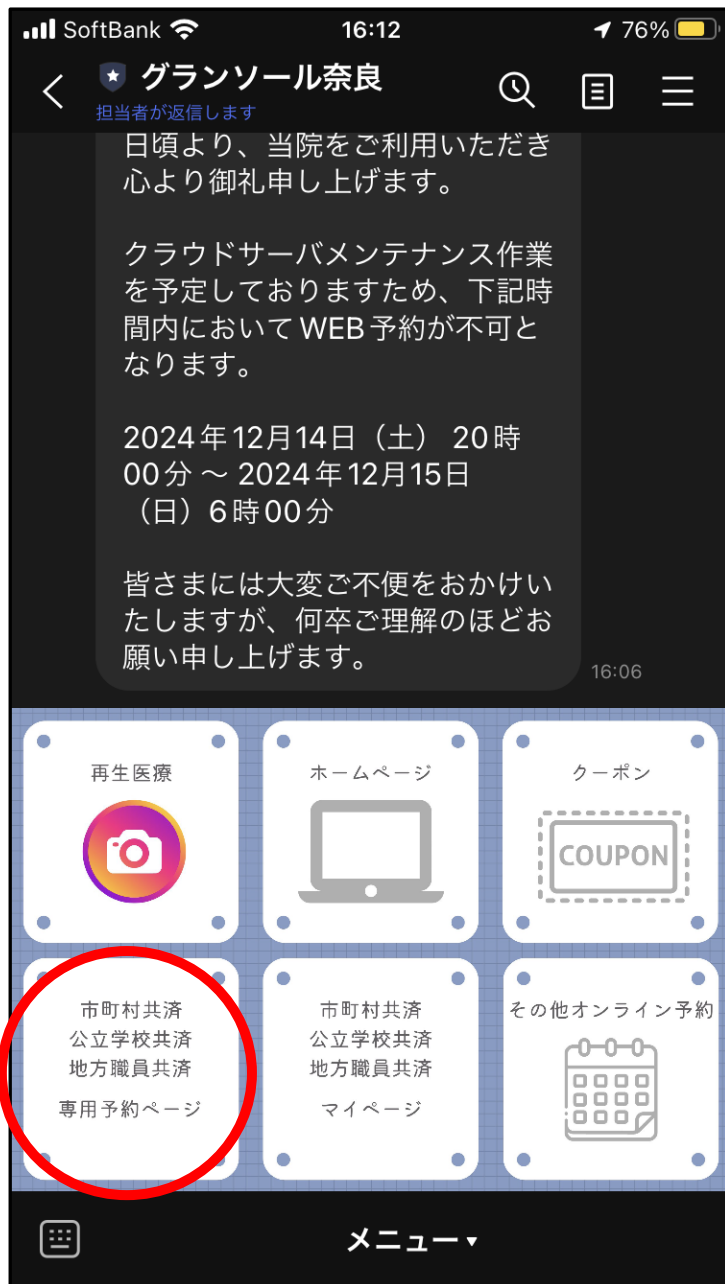 SoftBank 16:12 76%
グランソール奈良
担当者が返信します
日頃より、当院をご利用いただき
心より御礼申し上げます。
クラウドサーバメンテナンス作業
を予定しておりますため、下記時
間内においてWEB予約が不可と
なります。
2024年12月14日（土） 20時
00分 ～ 2024年12月15日
（日）6時00分
皆さまには大変ご不便をおかけい
たしますが、何卒ご理解のほどお
願い申し上げます。
16:06
再生医療
ホームページ
クーポン
COUPON
市町村共済
公立学校共済
地方職員共済
専用予約ページ
市町村共済
公立学校共済
地方職員共済
マイページ
その他オンライン予約
メニュー▾